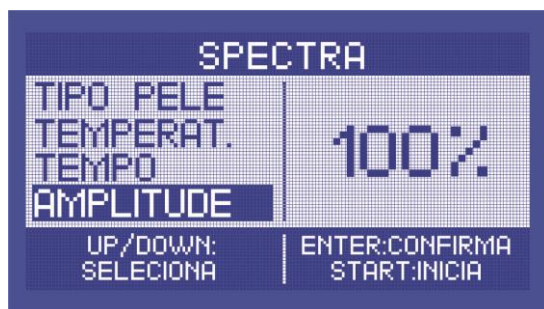 SPECTRA
TIPO PELE
TEMPERAT.
TEMPO
AMPLITUDE
100%
UP/DOWN:
SELECIONA
ENTER:CONFIRMA
START:INICIA